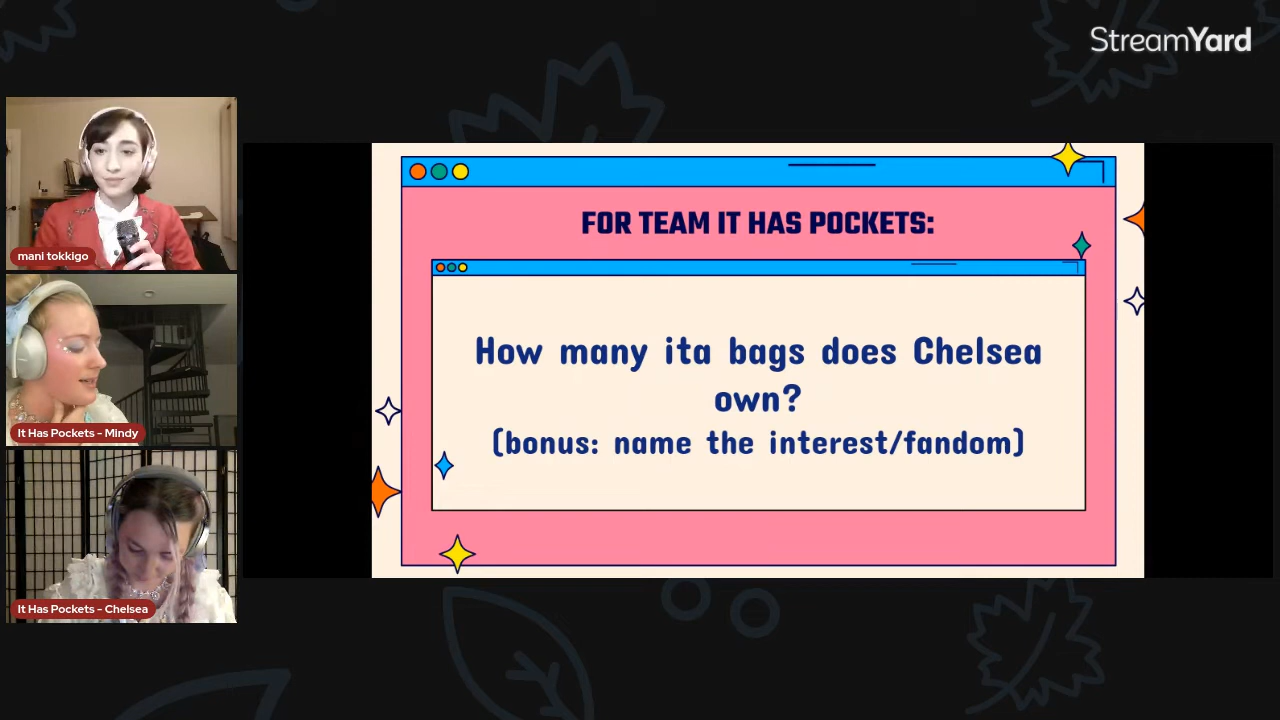 StreamYard
mani tokkigo
It Has Pockets - Mindy
It Has Pockets - Chelsea
FOR TEAM IT HAS POCKETS:
How many ita bags does Chelsea
own?
(bonus: name the interest/fandom)